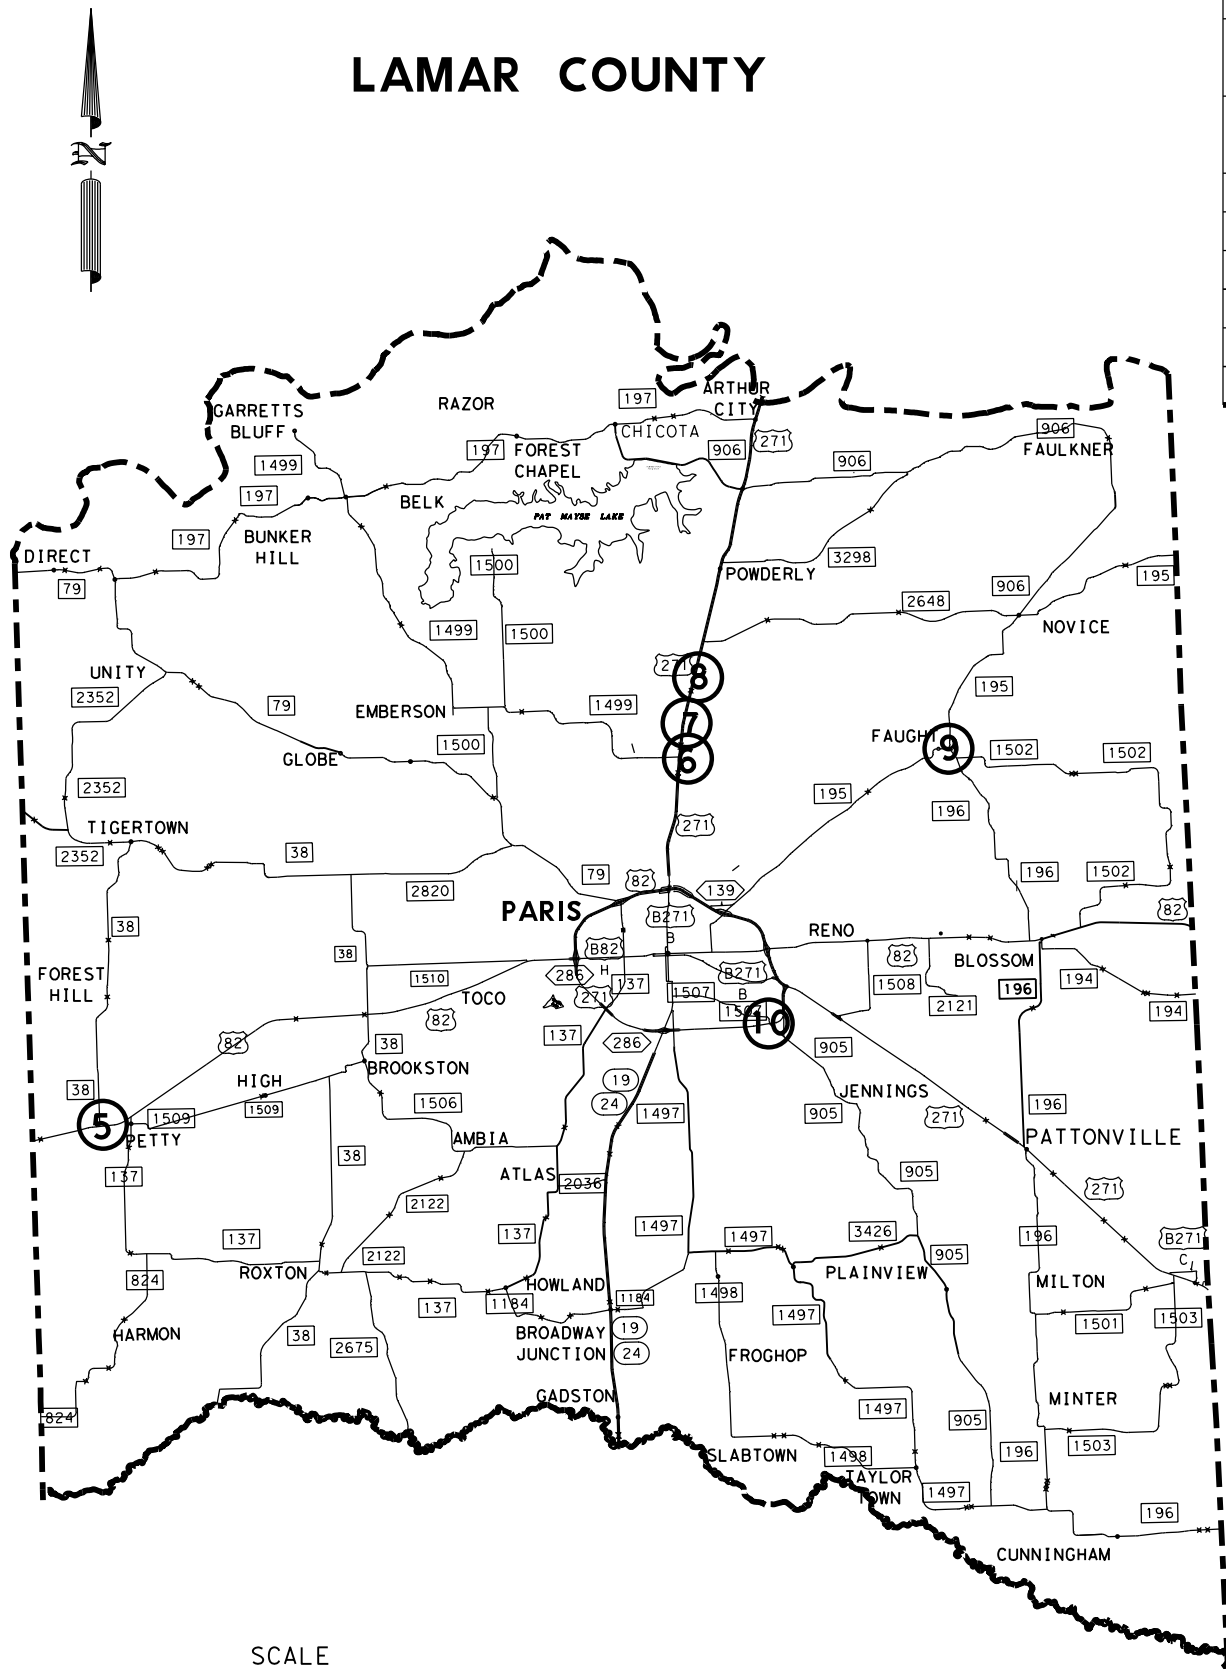 LAMAR COUNTY
N
RAZOR
197
ARTHUR
CITY
GARRETTS
BLUFF
CHICOTA
271
906
FAULKNER
197
FOREST
CHAPEL
906
906
1499
197
BELK
PAT MAYSE LAKE
197
BUNKER
HILL
DIRECT
79
1500
POWDERLY
3298
195
906
2648
NOVICE
1499
1500
UNITY
2352
271
8
195
79
EMBERSON
1499
7
1500
GLOBE
6
FAUGHT
9
1502
1502
2352
195
196
TIGERTOWN
271
2352
38
79
82
139
196
1502
2820
PARIS
B271
B
82
38
RENO
38
B82
H
82
BLOSSOM
FOREST
HILL
1510
286
137
B271
B
1508
196
194
TOCO
271
1507
1507
2121
194
82
10
82
38
137
286
905
BROOKSTON
HIGH
38
19
JENNINGS
1509
1509
1506
24
1497
905
271
196
5
PETTY
AMBIA
PATTONVILLE
38
137
ATLAS
2036
905
271
2122
137
1497
1497
3426
196
B271
C
137
2122
905
ROXTON
824
HOWLAND
PLAINVIEW
MILTON
137
1184
1184
1498
1497
1501
1503
HARMON
38
2675
BROADWAY
JUNCTION
19
24
FROGHOP
GADSTON
MINTER
824
1497
905
SLABTOWN
1498
196
1503
TAYLOR
TOWN
1497
196
CUNNINGHAM
SCALE